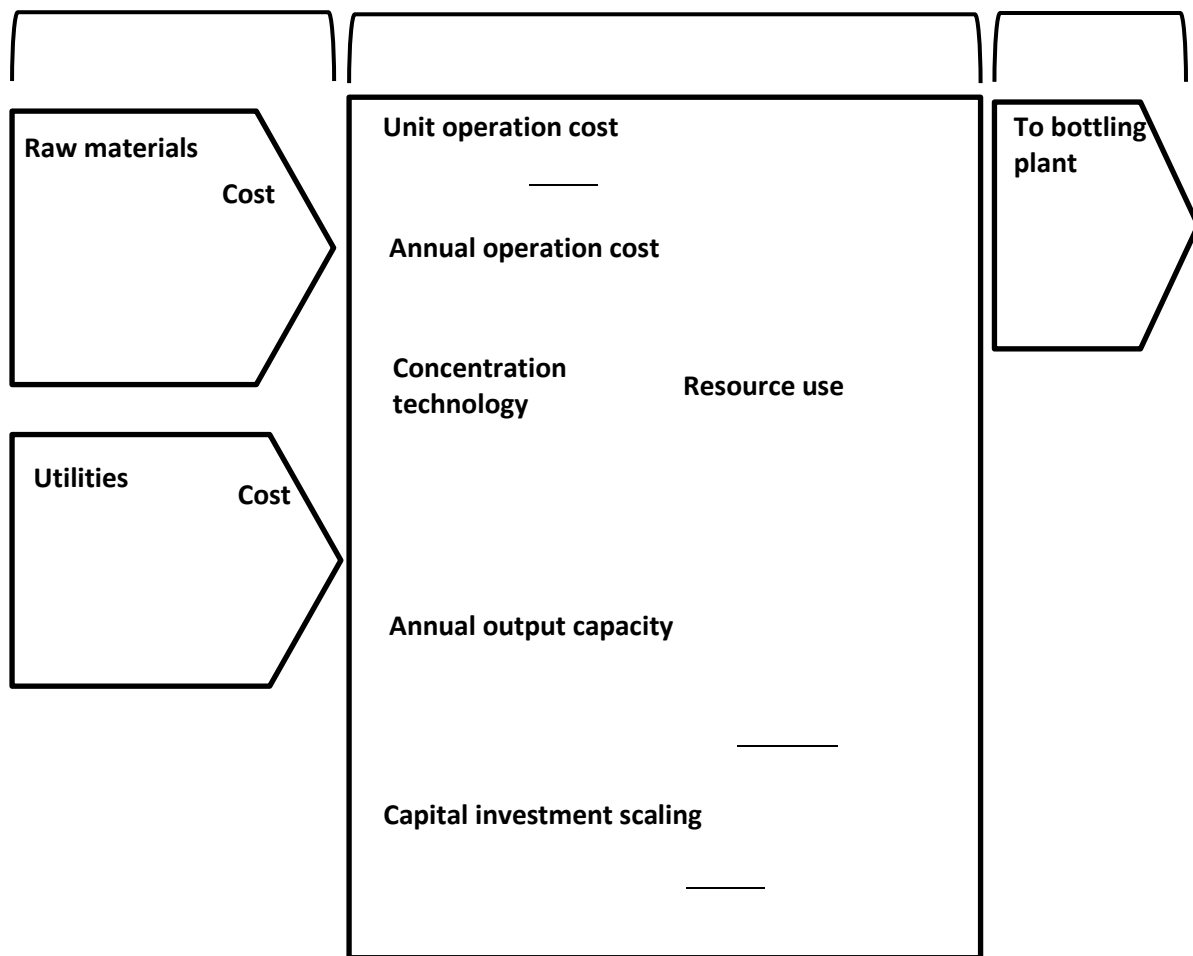 Raw materials
Cost
Utilities
Cost
Unit operation cost
Annual operation cost
Concentration
technology
Resource use
Annual output capacity
Capital investment scaling
To bottling
plant